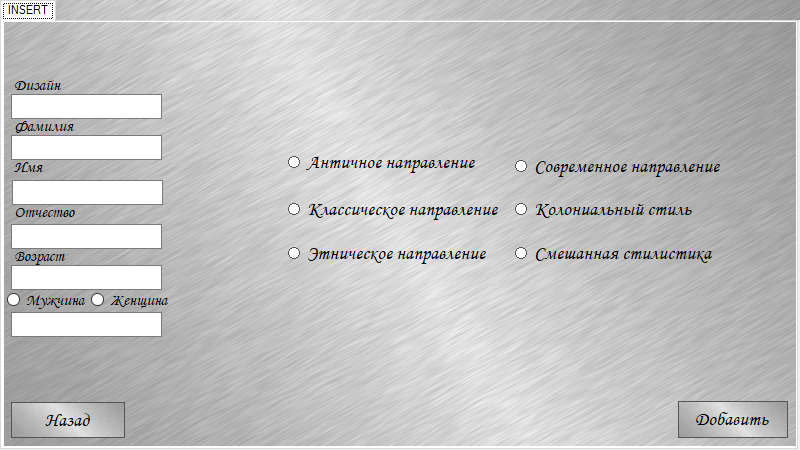 INSERT
Дизайн
Фамилия
Имя
Отчество
Возраст
Мужчина Женщина
Античное направление Современное направление
Классическое направление Колониальный стиль
Этническое направление Смешанная стилистика
Назад Добавить